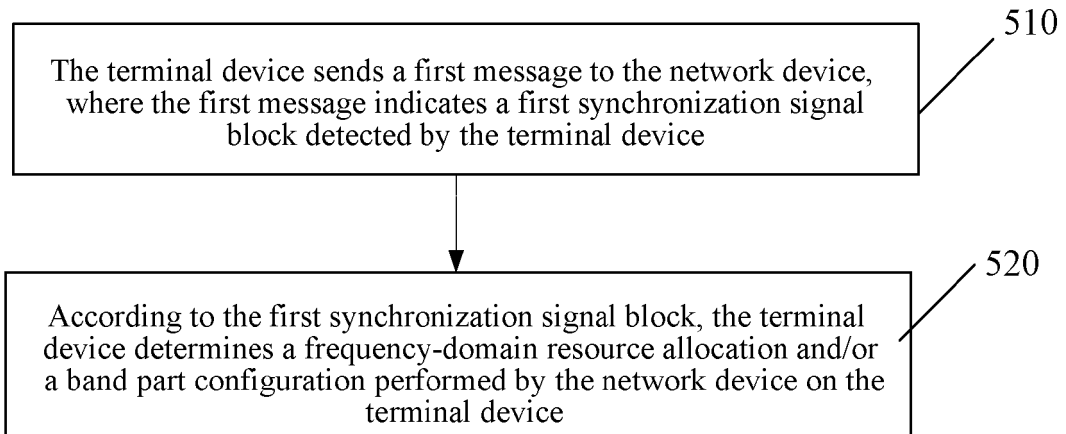 510
The terminal device sends a first message to the network device,
where the first message indicates a first synchronization signal
block detected by the terminal device
520
According to the first synchronization signal block, the terminal
device determines a frequency-domain resource allocation and/or
a band part configuration performed by the network device on the
terminal device